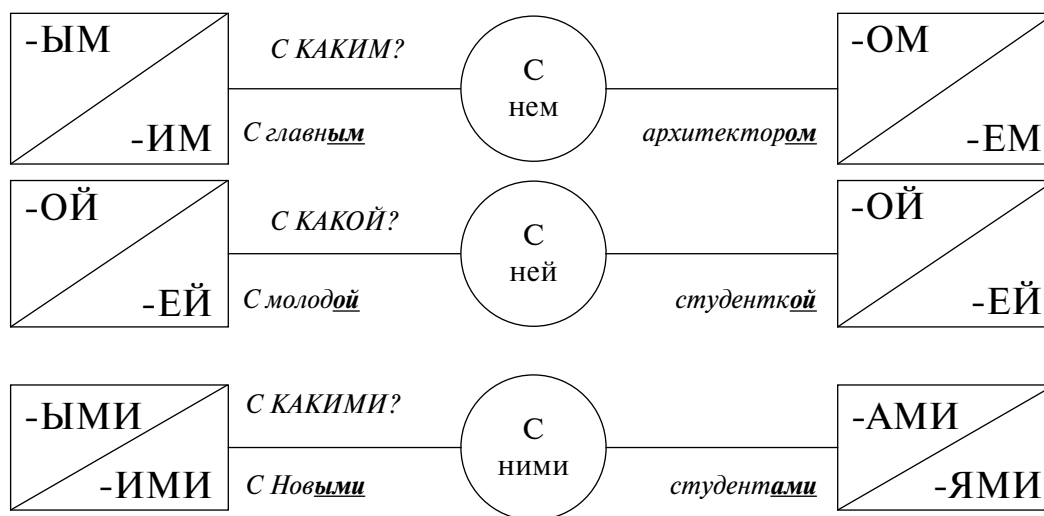 -ЫМ
-ИМ
С КАКИМ?
С главным
С
нем
архитектором
-ОМ
-ЕМ
-ОЙ
-ЕЙ
С КАКОЙ?
С молодой
С
ней
студенткой
-ОЙ
-ЕЙ
-ЫМИ
-ИМИ
С КАКИМИ?
С Новыми
С
ними
студентами
-АМИ
-ЯМИ